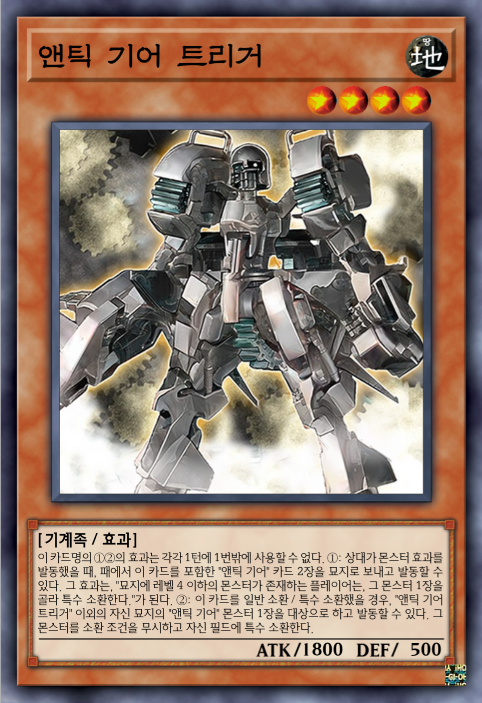 앤틱 기어 트리거
땅
地
[기계족 / 효과]
이 카드명의 ①②의 효과는 각각 1턴에 1번밖에 사용할 수 없다. ①: 상대가 몬스터 효과를
발동했을 때, 패에서 이 카드를 포함한 "앤틱 기어" 카드 2장을 묘지로 보내고 발동할 수
있다. 그 효과는, "묘지에 레벨 4 이하의 몬스터가 존재하는 플레이어는, 그 몬스터 1장을
골라 특수 소환한다."가 된다. ②: 이 카드를 일반 소환 / 특수 소환했을 경우, "앤틱 기어
트리거" 이외의 자신 묘지의 "앤틱 기어" 몬스터 1장을 대상으로 하고 발동할 수 있다. 그
몬스터를 소환 조건을 무시하고 자신 필드에 특수 소환한다.
ATK/1800 DEF/ 500